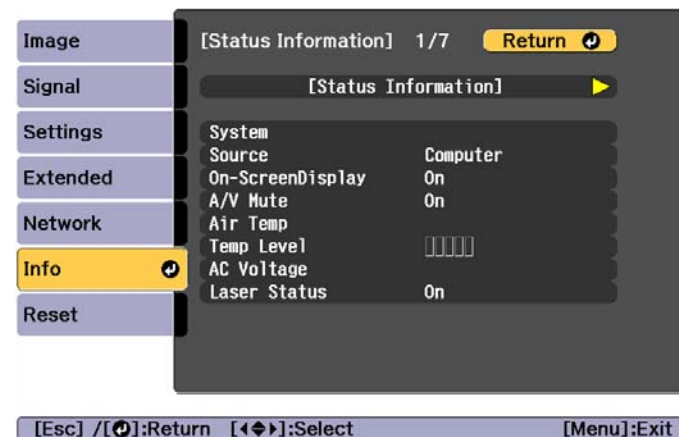 Image
Signal
Settings
Extended
Network
Info
Reset
[Status Information] 1/7 Return
[Status Information]
System
Source Computer
On-ScreenDisplay On
A/V Mute On
Air Temp
Temp Level
AC Voltage
Laser Status On
[Esc] /[]:Return []:Select [Menu]:Exit